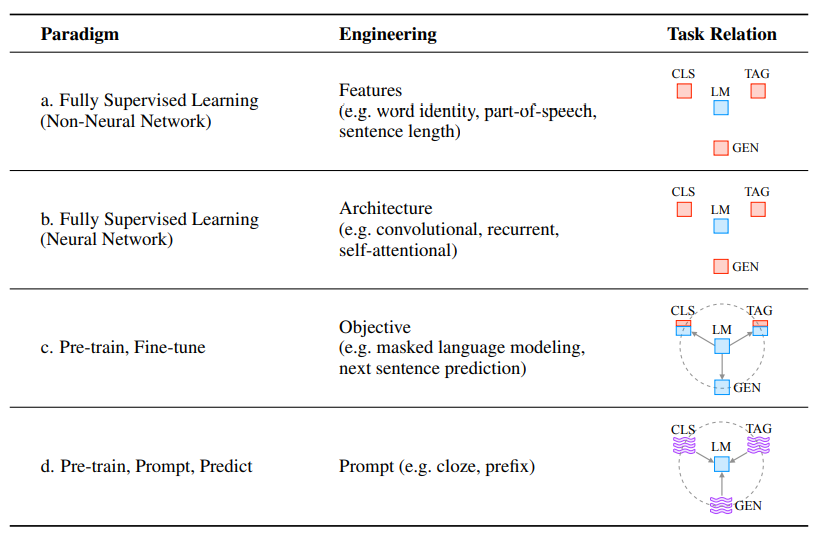 Paradigm Engineering Task Relation
a. Fully Supervised Learning
(Non-Neural Network)
Features
(e.g. word identity, part-of-speech,
sentence length)
CLS TAG
LM
GEN
b. Fully Supervised Learning
(Neural Network)
Architecture
(e.g. convolutional, recurrent,
self-attentional)
CLS TAG
LM
GEN
c. Pre-train, Fine-tune
Objective
(e.g. masked language modeling,
next sentence prediction)
CLS TAG
LM
GEN
d. Pre-train, Prompt, Predict
Prompt (e.g. cloze, prefix)
CLS TAG
LM
GEN